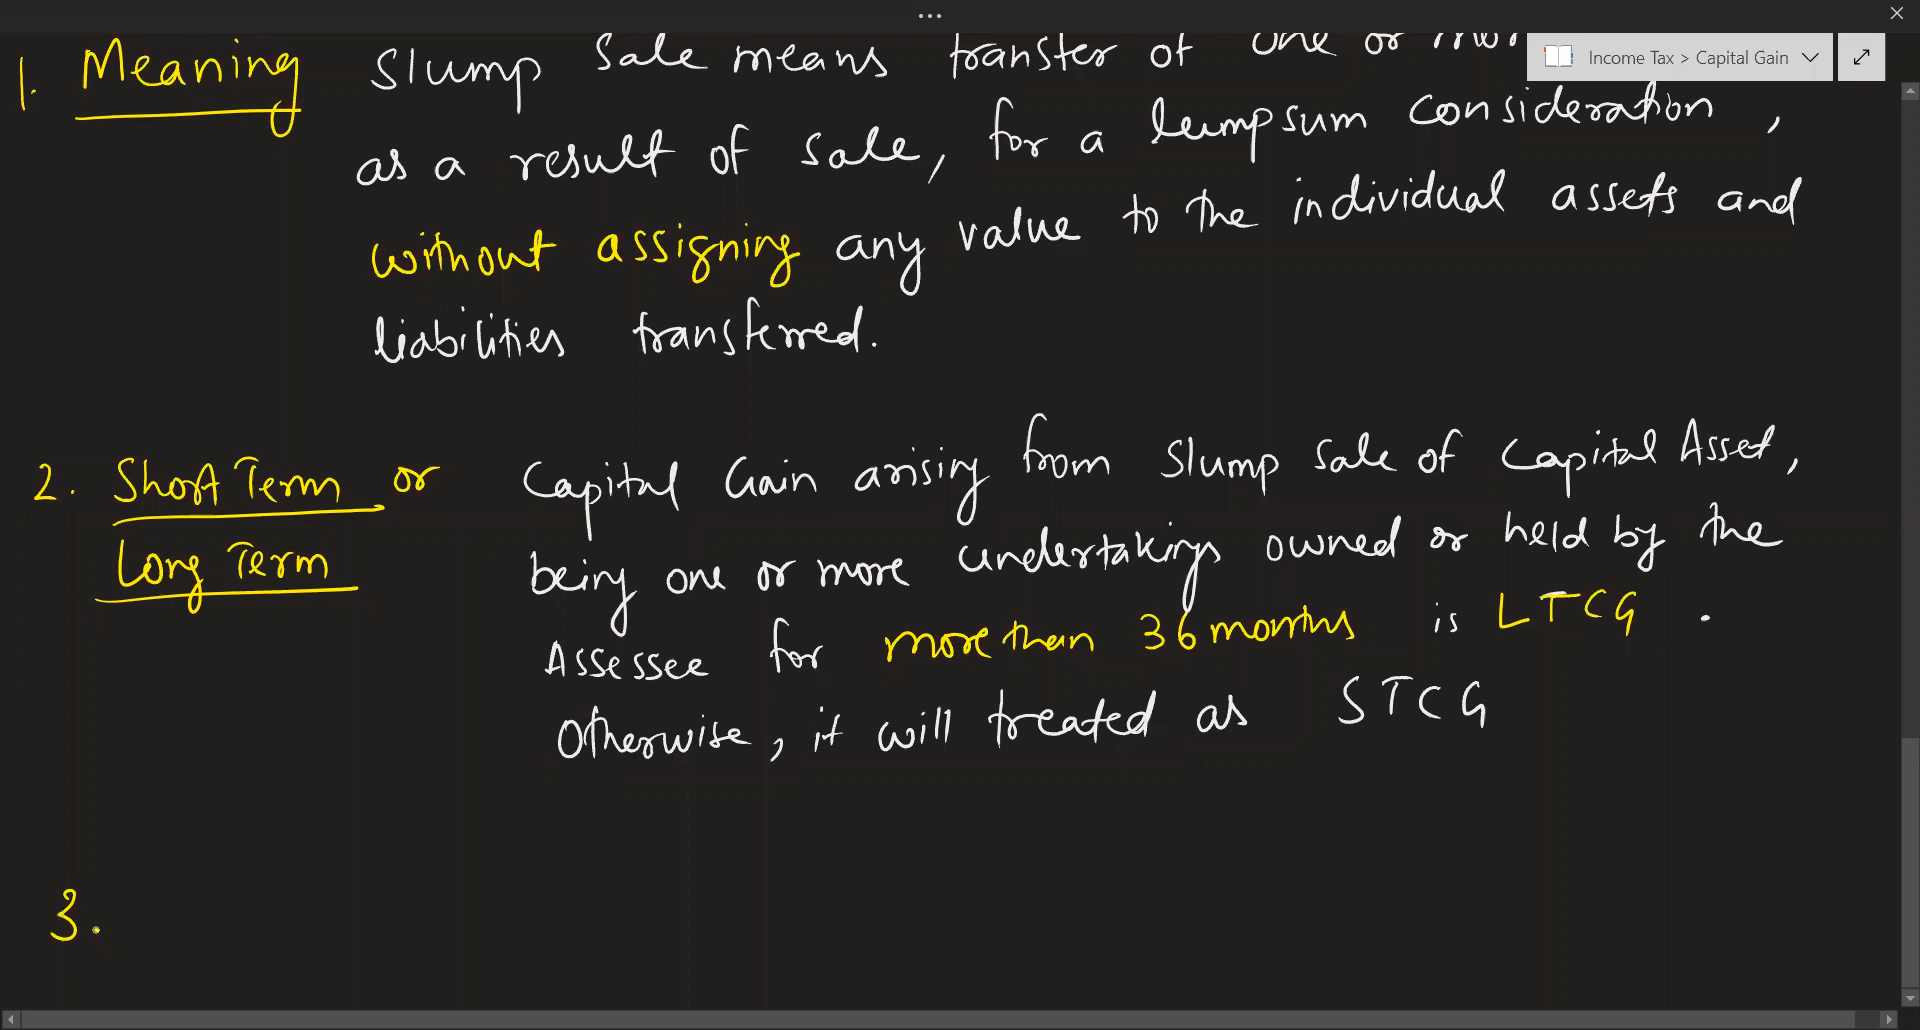 1. Meaning Slump Sale means transfer of one or mor
Income Tax > Capital Gain
as a result of sale, for a lumpsum consideration,
without assigning any value to the individual assets and
liabilities transferred.
2. Short Term or Capital Gain arising from Slump Sale of Capital Asset,
Long Term being one or more undertakings owned or held by the
Assessee for more than 36 months is LTCG .
Otherwise, it will treated as STCG
3.